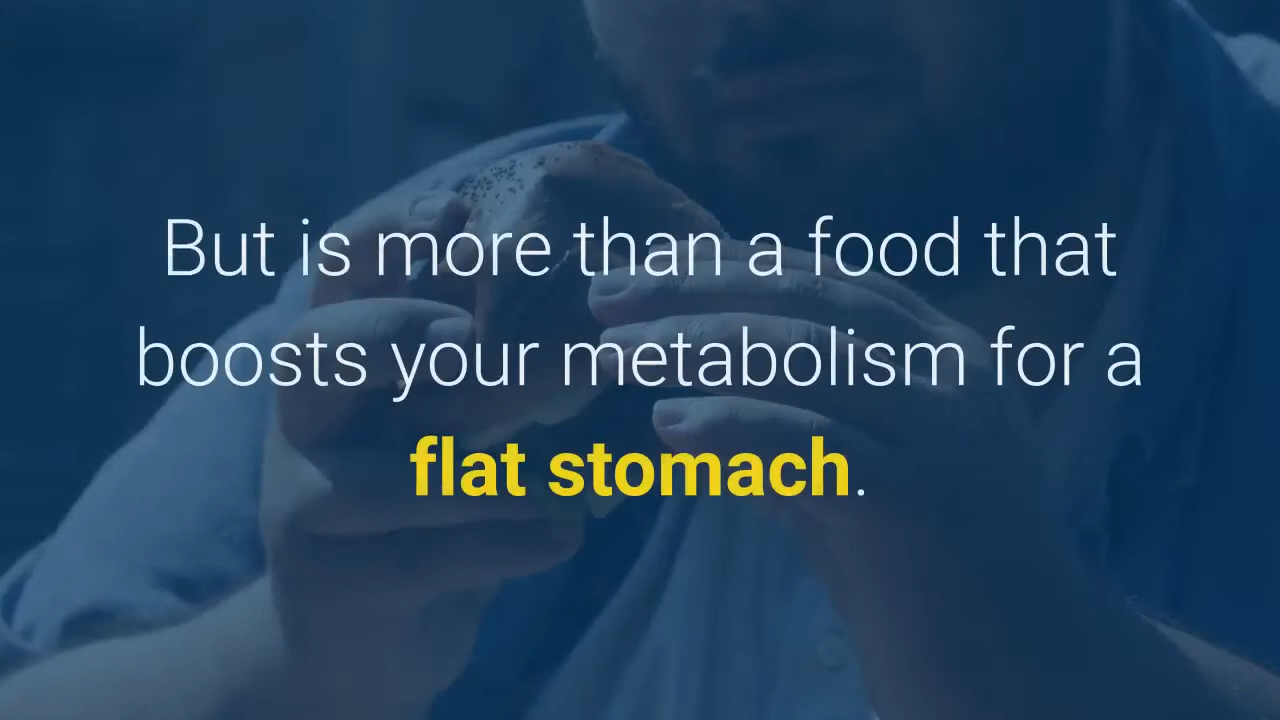 But is more than a food that
boosts your metabolism for a
flat stomach.